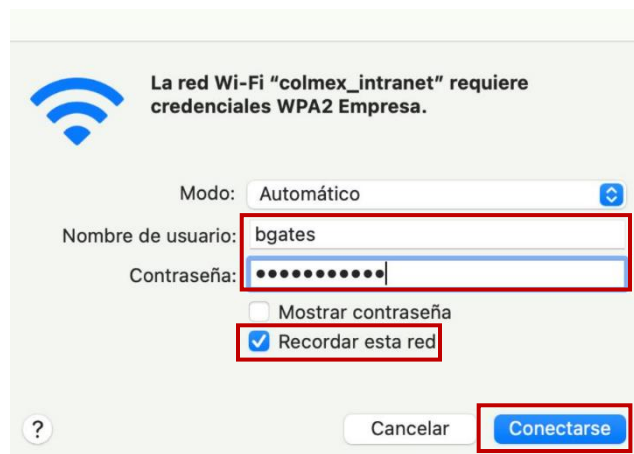 La red Wi-Fi “colmex_intranet” requiere
credenciales WPA2 Empresa.
Modo: Automático
Nombre de usuario: bgates
Contraseña: •••••••••••
Mostrar contraseña
Recordar esta red
? Cancelar Conectarse